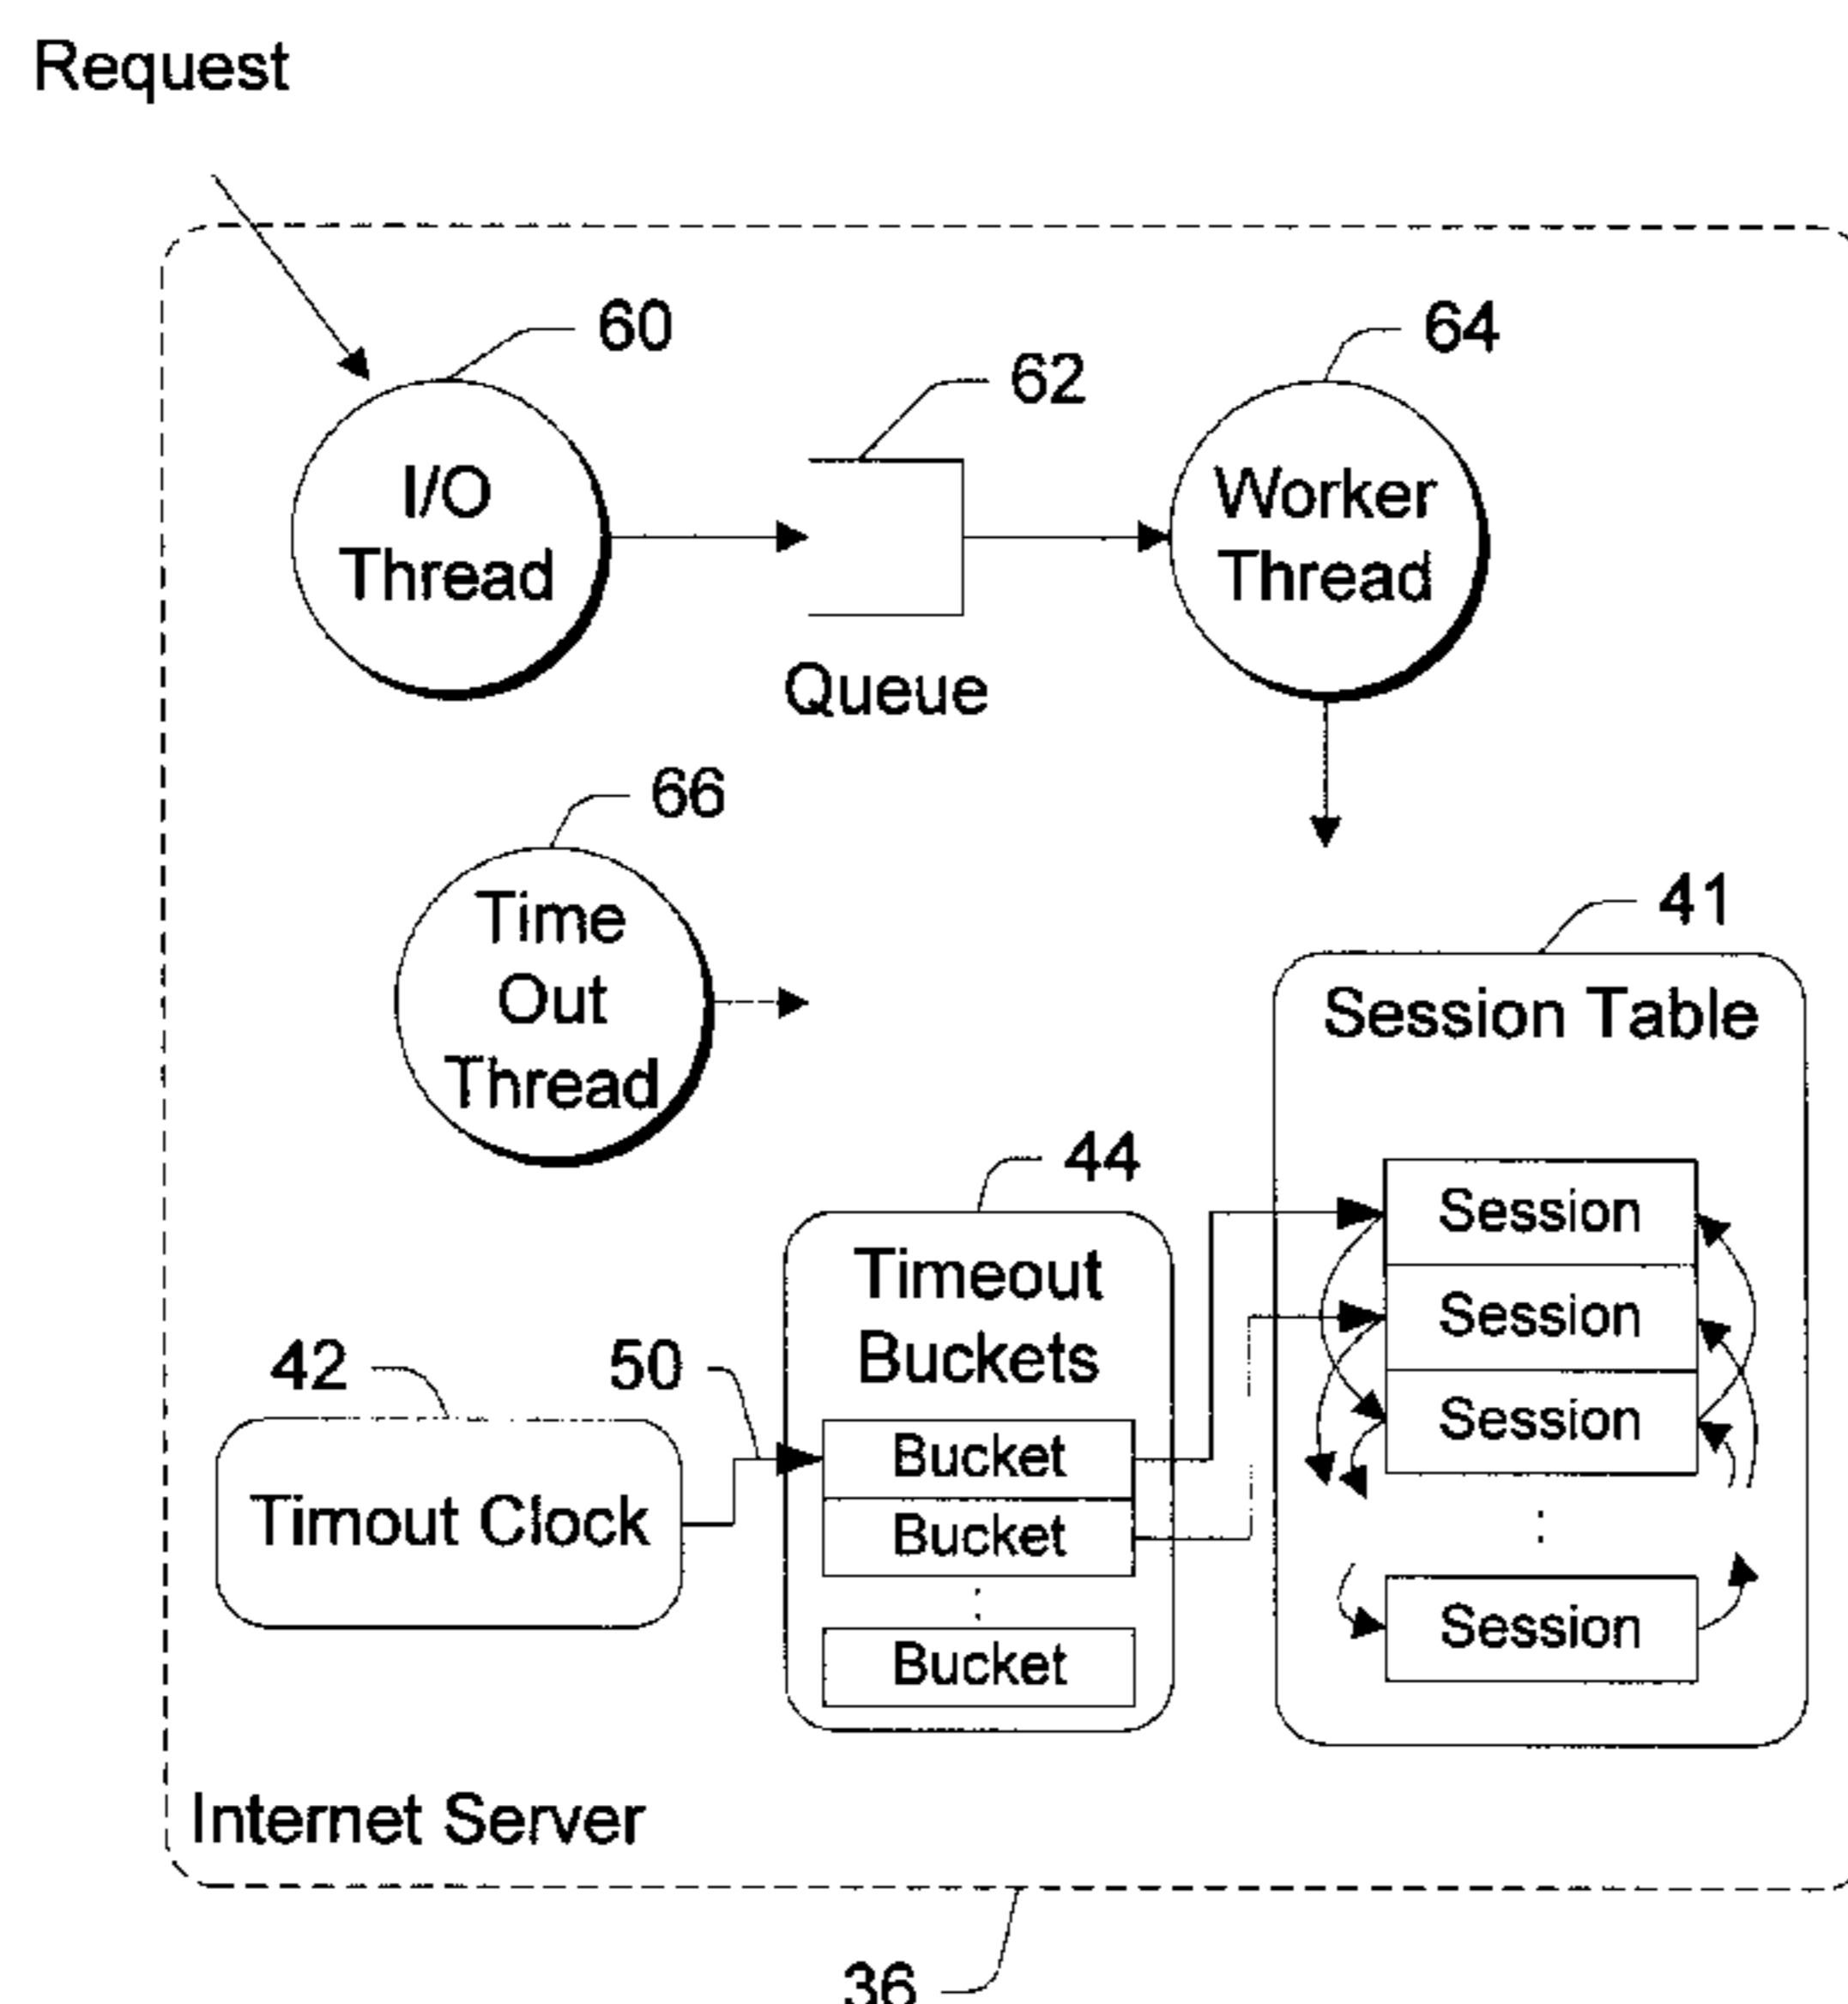 Request
60
64
62
I/O
Thread
Worker
Thread
Queue
66
Time
Out
Thread
41
Session Table
44
Session
Timeout
Buckets
Session
42
50
Session
Bucket
Timout Clock
Bucket
:
:
Session
Bucket
Internet Server
36